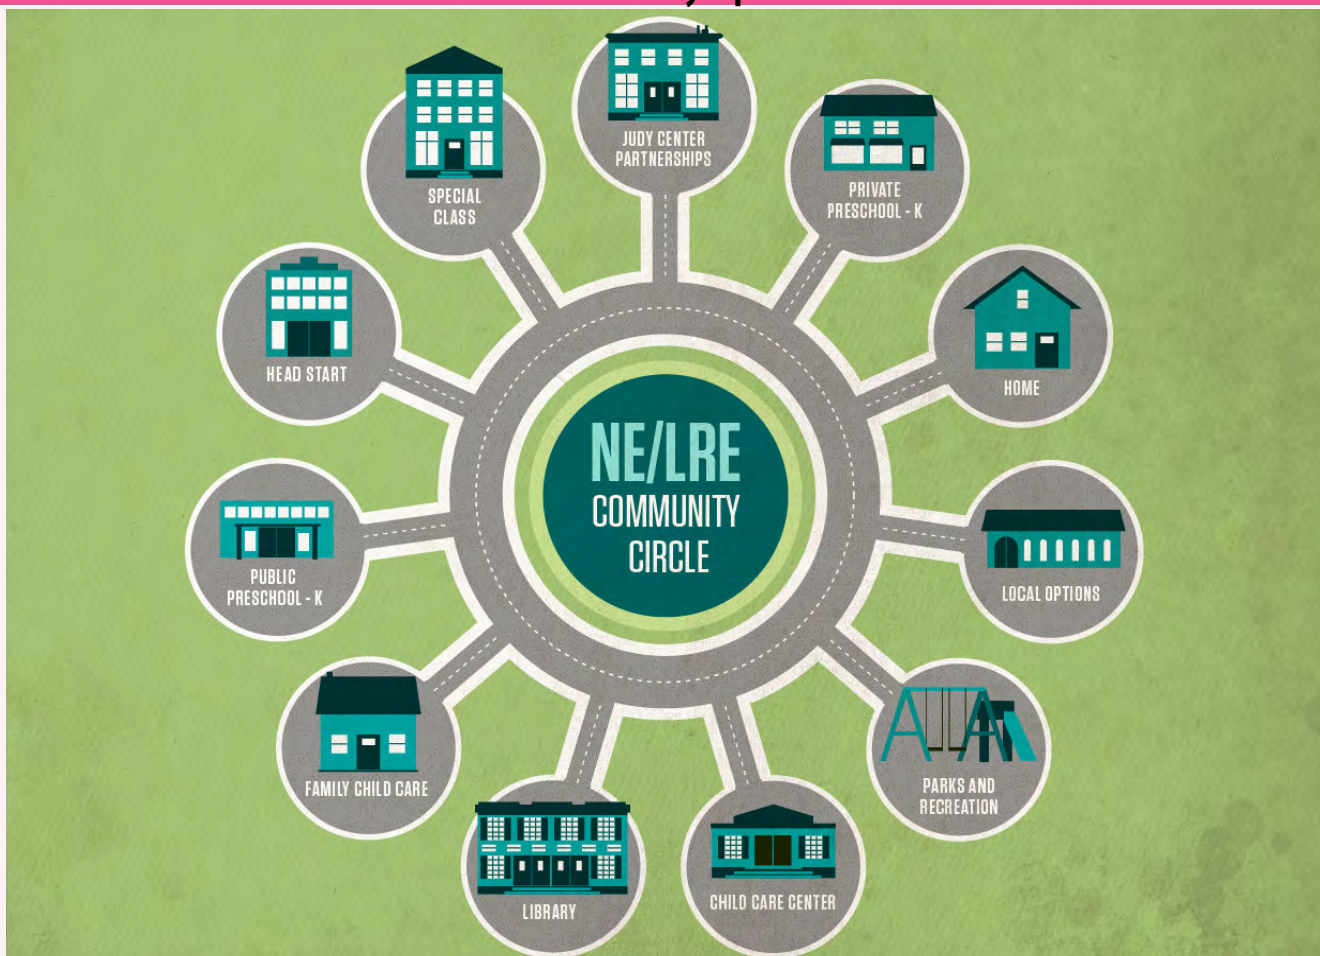 JUDY CENTER
PARTNERSHIPS
PRIVATE
PRESCHOOL - K
HOME
LOCAL OPTIONS
PARKS AND
RECREATION
CHILD CARE CENTER
LIBRARY
FAMILY CHILD CARE
PUBLIC
PRESCHOOL - K
HEAD START
SPECIAL
CLASS
NE/LRE
COMMUNITY
CIRCLE